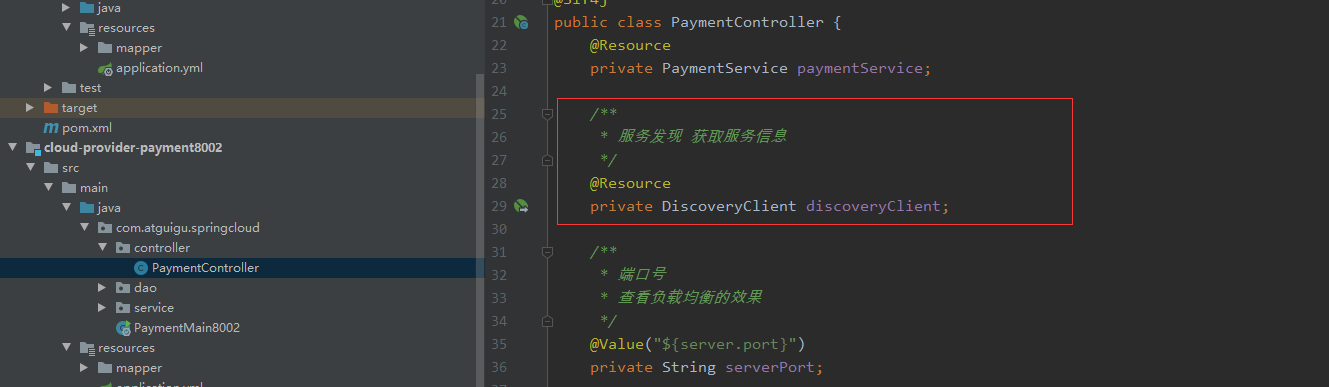 java
resources
mapper
application.yml
test
target
pom.xml
cloud-provider-payment8002
src
main
java
com.atguigu.springcloud
controller
PaymentController
dao
service
PaymentMain8002
resources
mapper
application.yml
20 @Slf4j
21 public class PaymentController {
22 @Resource
23 private PaymentService paymentService;
24
25 /**
26 * 服务发现 获取服务信息
27 */
28 @Resource
29 private DiscoveryClient discoveryClient;
30
31 /**
32 * 端口号
33 * 查看负载均衡的效果
34 */
35 @Value("${server.port}")
36 private String serverPort;